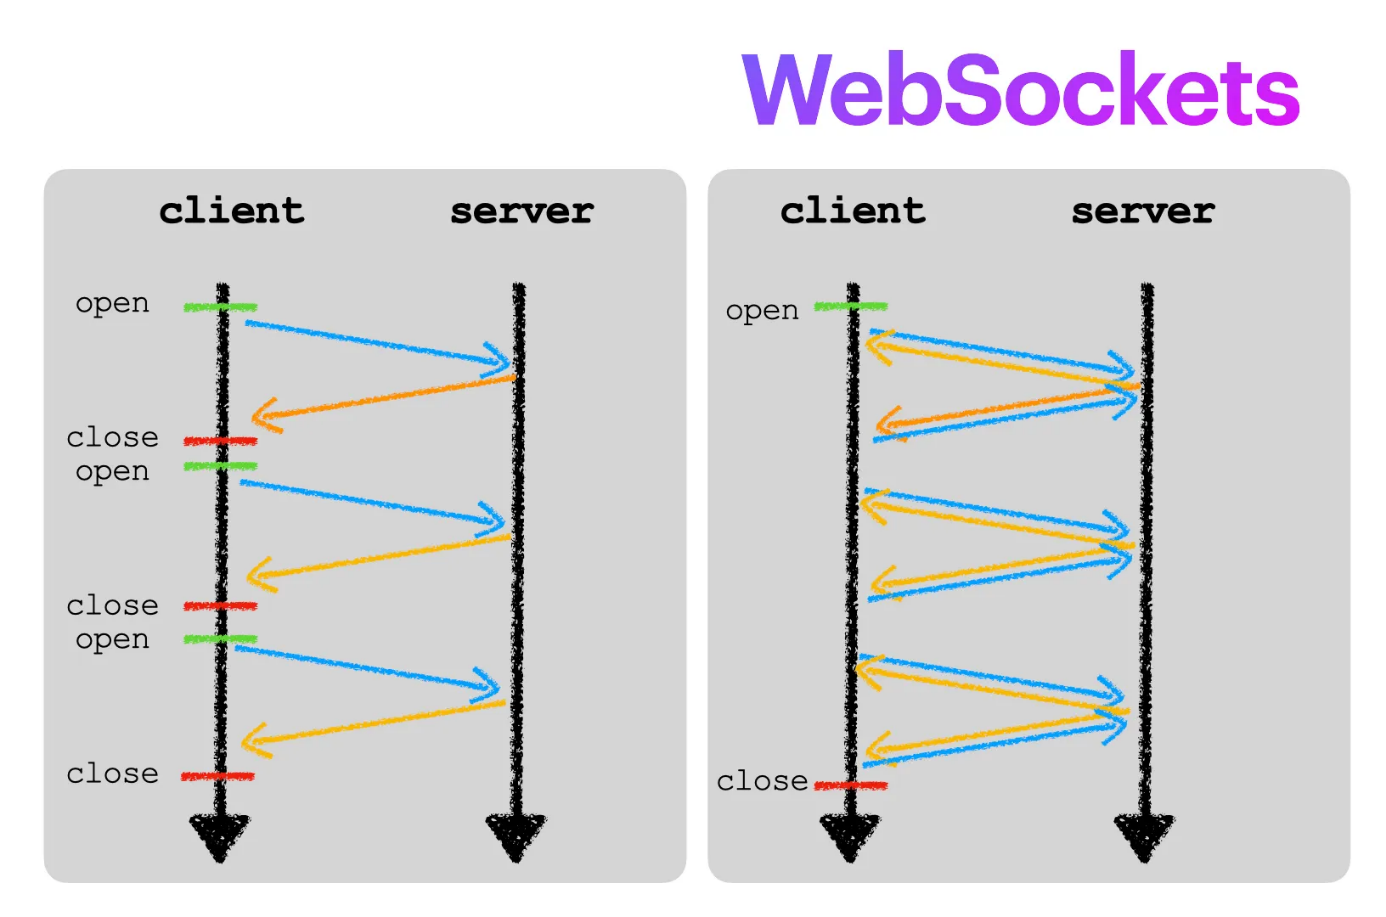 WebSockets
client server
open
close
open
close
open
close
client server
open
close